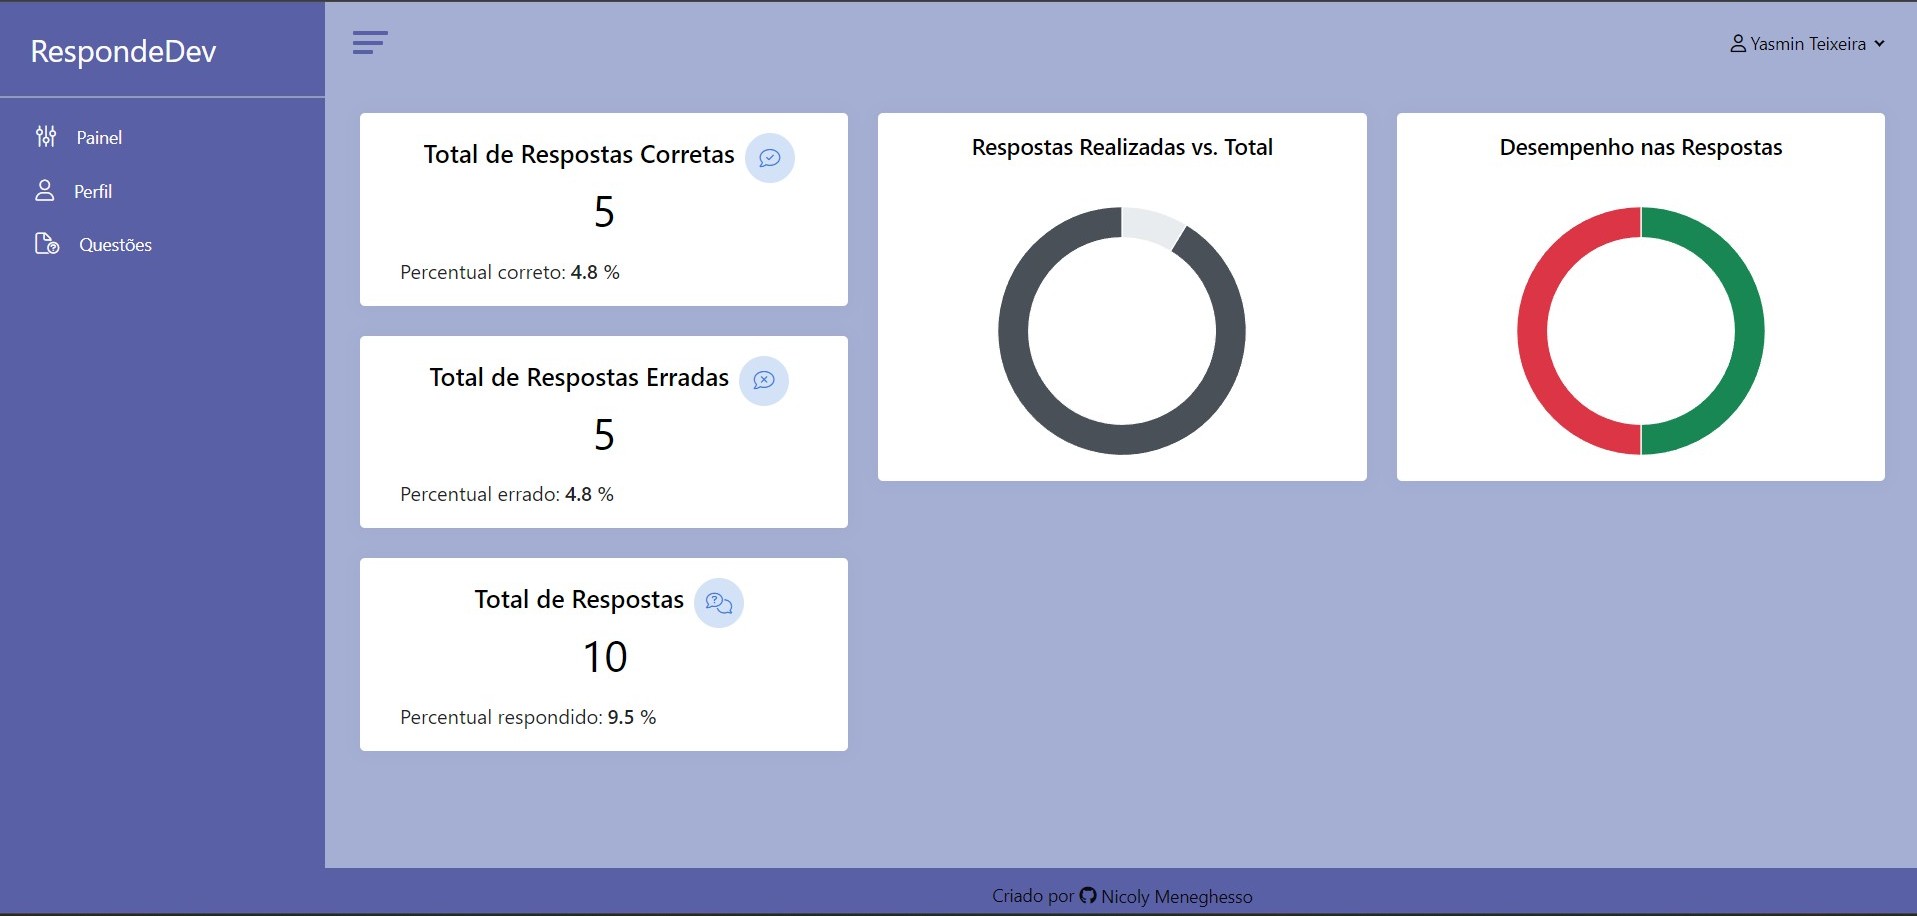 RespondeDev
Painel
Perfil
Questões
Yasmin Teixeira
Total de Respostas Corretas
5
Percentual correto: 4.8 %
Total de Respostas Erradas
5
Percentual errado: 4.8 %
Total de Respostas
10
Percentual respondido: 9.5 %
Respostas Realizadas vs. Total
Desempenho nas Respostas
Criado por Nicoly Meneghesso